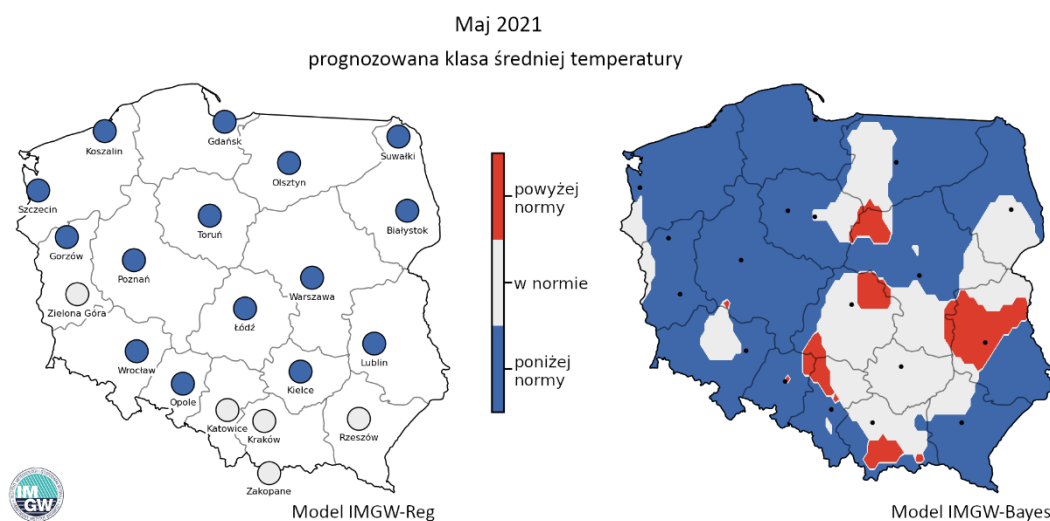 Maj 2021
prognozowana klasa średniej temperatury
Gdańsk
Koszalin
Suwałki
Olsztyn
Szczecin
Białystok
Toruń
Gorzów
Poznań
Warszawa
Zielona Góra
Łódź
Lublin
Wrocław
Kielce
Opole
Katowice
Kraków
Rzeszów
Zakopane
powyżej
normy
w normie
poniżej
normy
IM
GW
Model IMGW-Reg
Model IMGW-Bayes